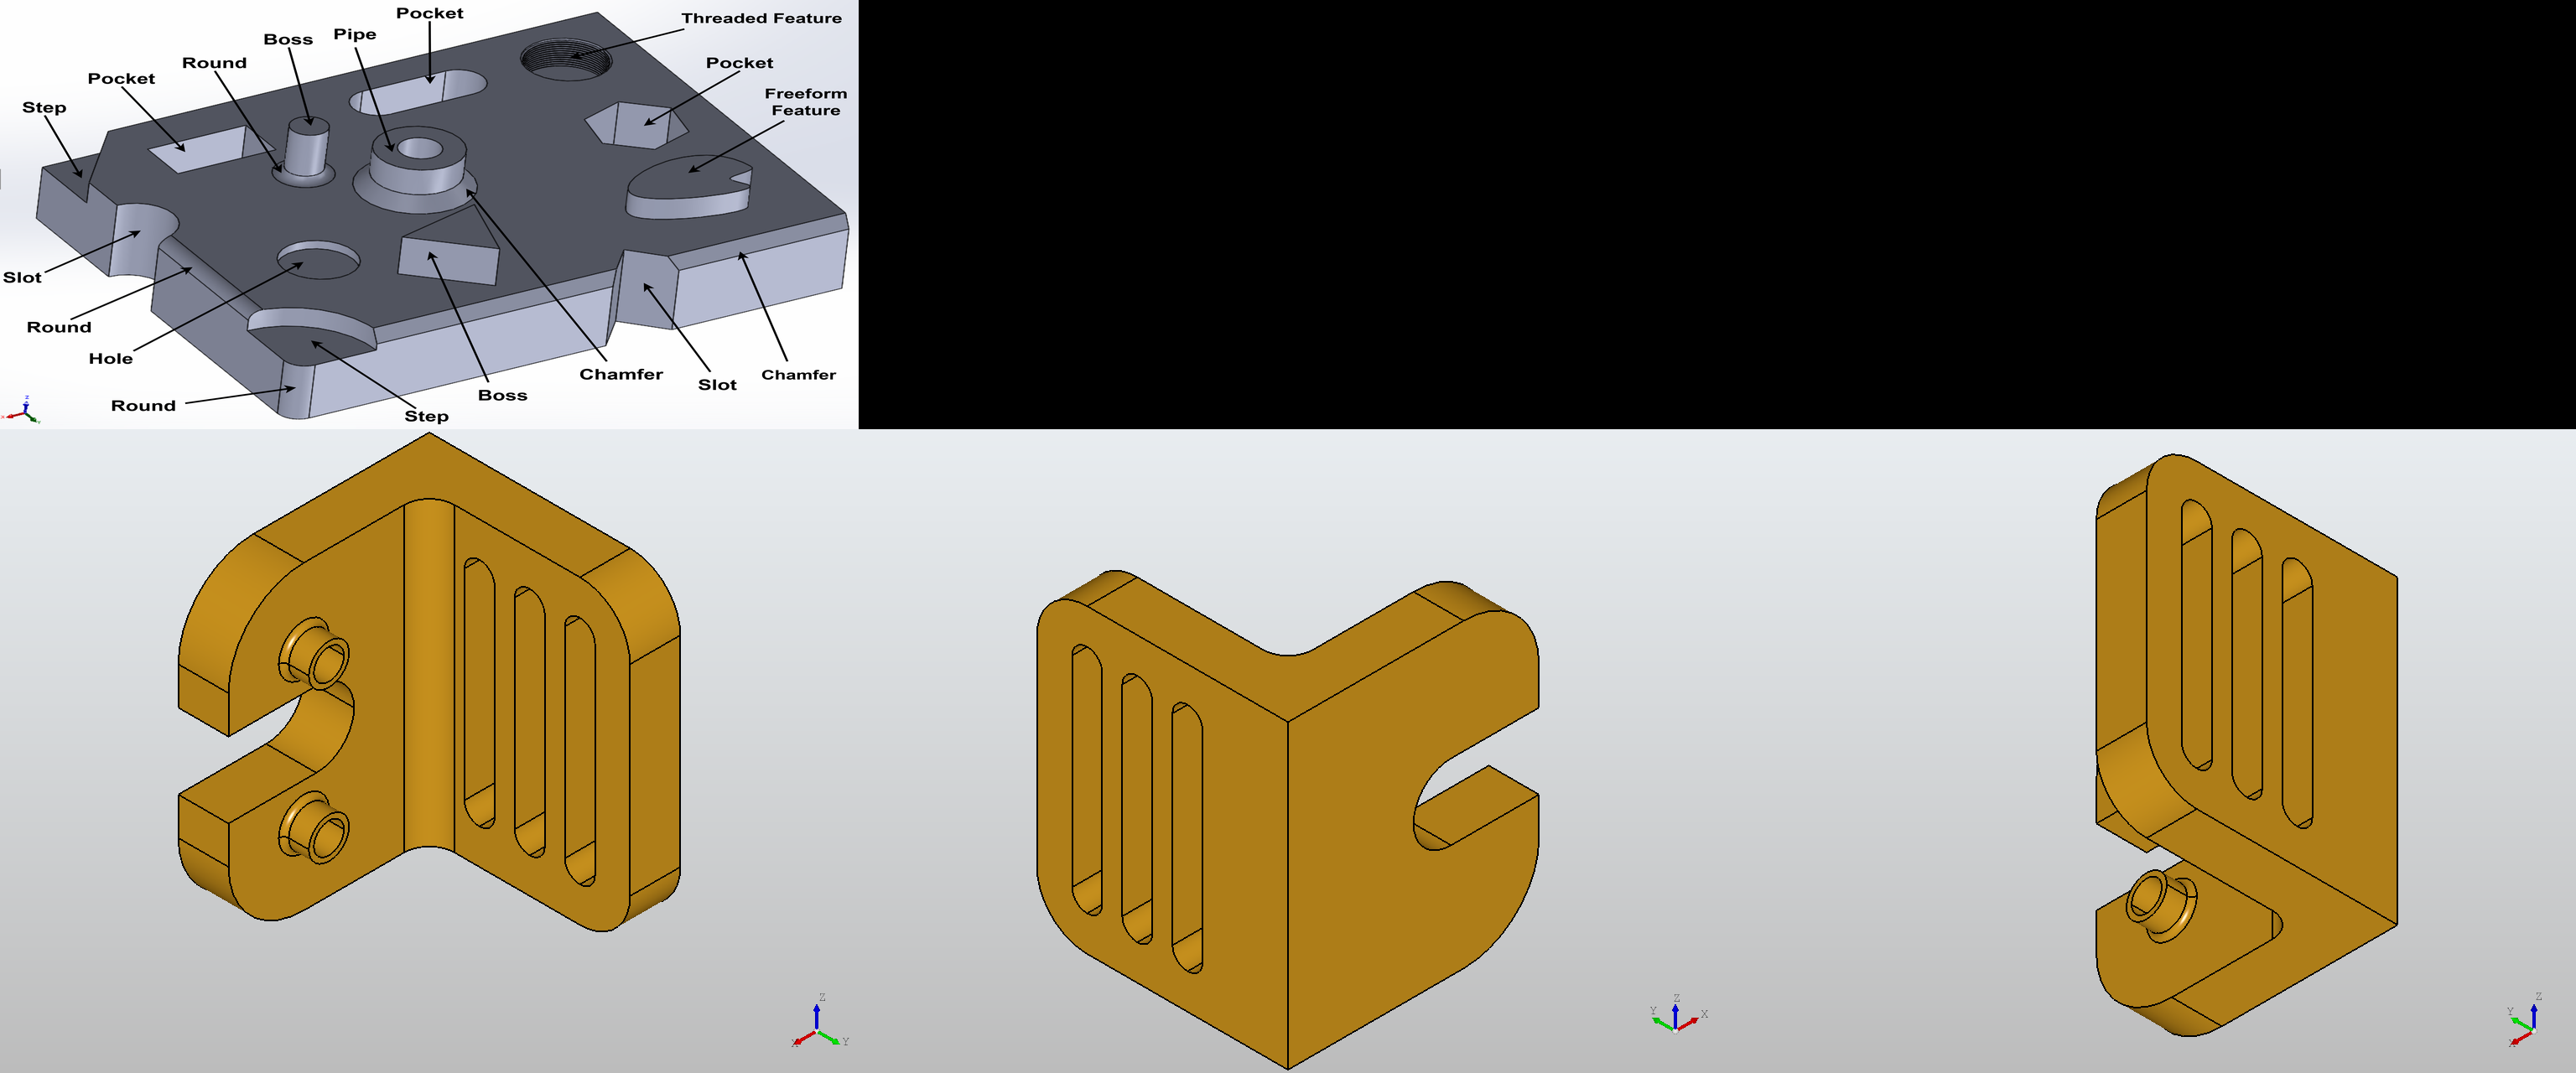 Pocket
Threaded Feature
Boss
Pipe
Round
Pocket
Pocket
Freeform
Feature
Step
Slot
Round
Hole
Chamfer
Slot
Chamfer
Boss
Round
Step
Z
X
Y
Z
Y
X
Z
Y
X